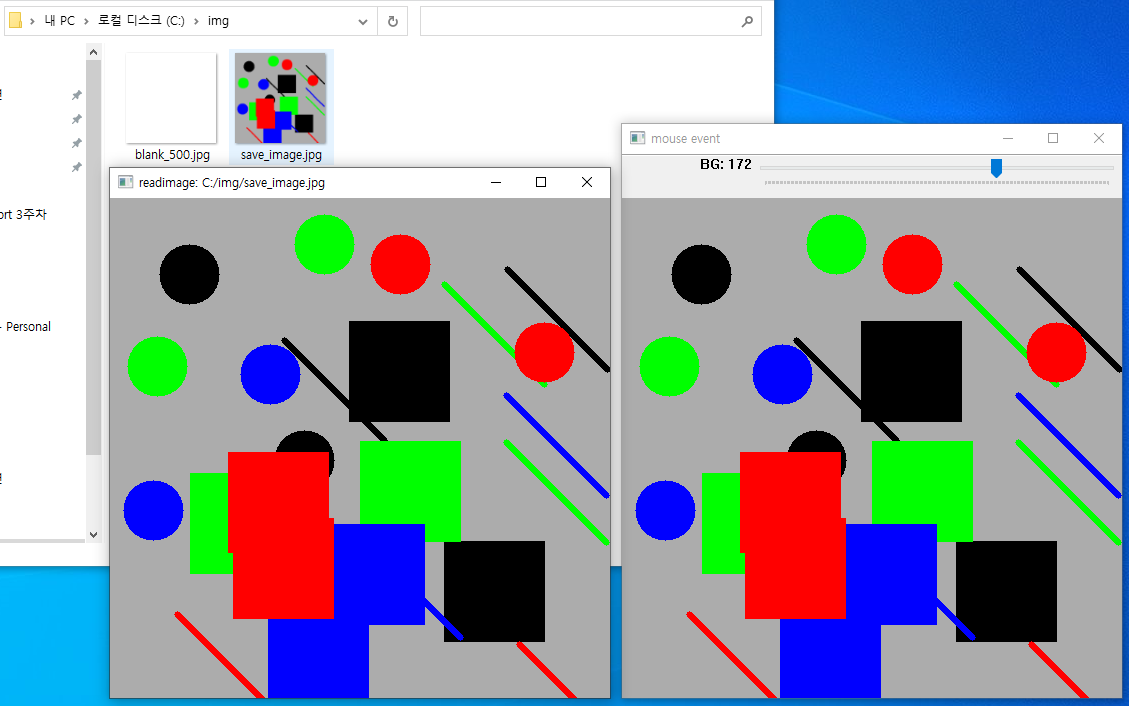 내 PC > 로컬 디스크 (C:) > img
blank_500.jpg
save_image.jpg
readimage: C:/img/save_image.jpg
mouse event
BG: 172
ort 3주차
- Personal